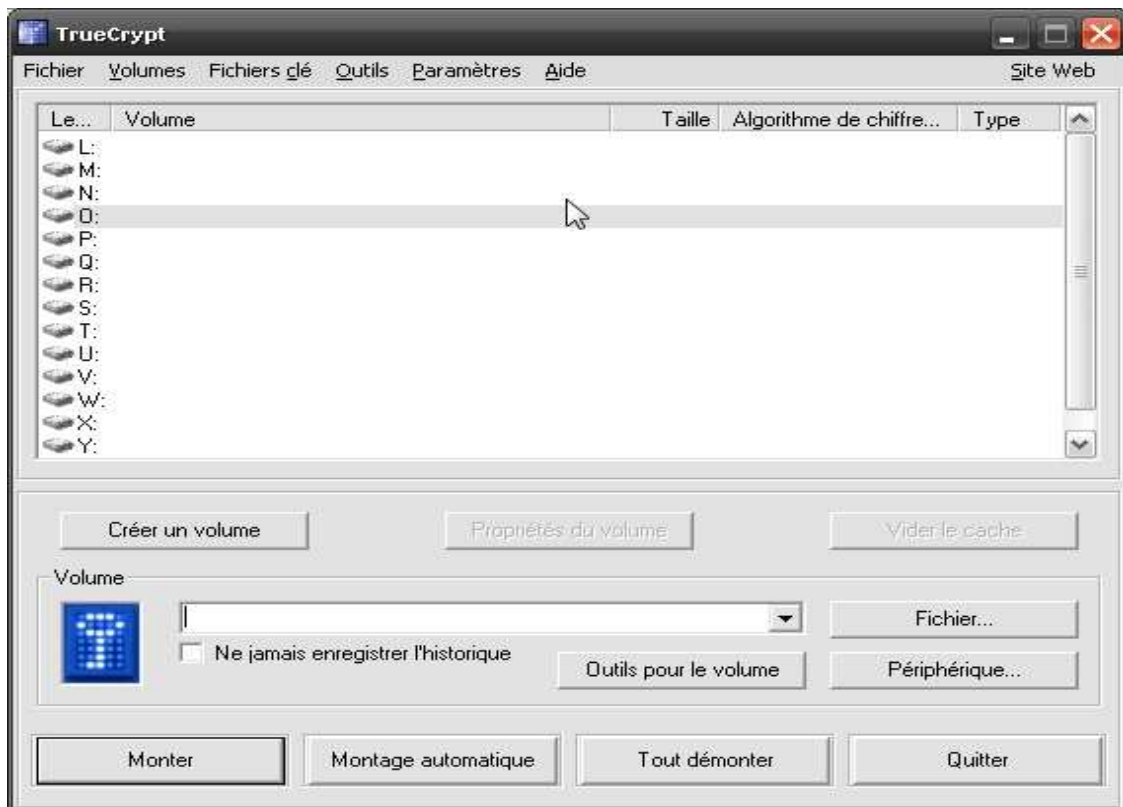 TrueCrypt
Fichier Volumes Fichiers clé Outils Paramètres Aide Site Web
Le... Volume Taille Algorithme de chiffre... Type
L:
M:
N:
O:
P:
Q:
R:
S:
T:
U:
V:
W:
X:
Y:
Créer un volume Propriétés du volume Vider le cache
Volume
Fichier...
Ne jamais enregistrer l'historique
Outils pour le volume Périphérique...
Monter Montage automatique Tout démonter Quitter